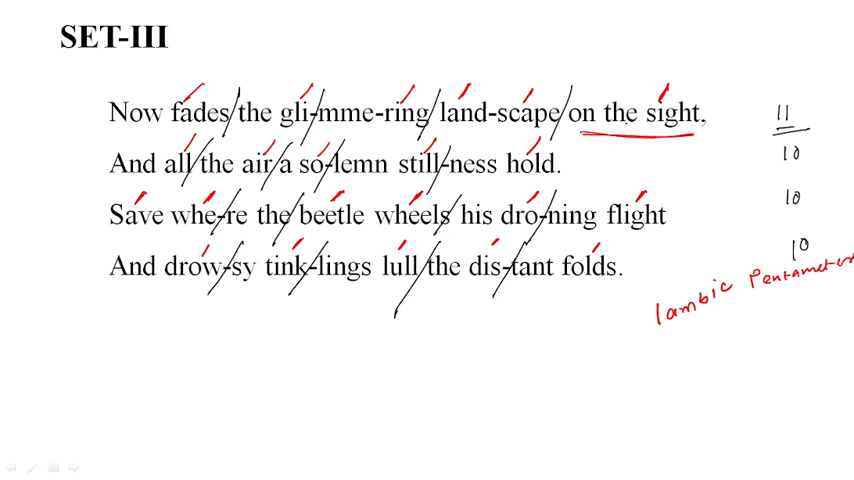 SET-III
Now fades/the gli/-mme-ring/land-scape/on the sight, 11
And all/the air/a so/-lemn still/-ness hold. 10
Save whe/-re the/beetle wheels/his dro/-ning flight 10
And drow/-sy tink/-lings lull/the dis/-tant folds. 10
Iambic Pentameter